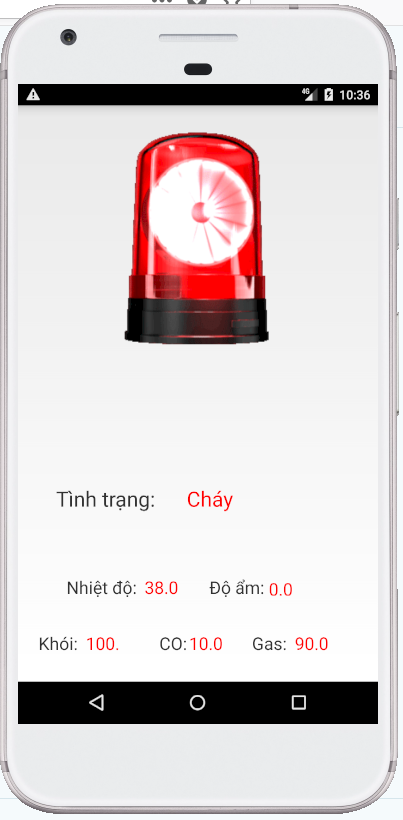 4G 10:36
Tình trạng: Cháy
Nhiệt độ: 38.0 Độ ẩm: 0.0
Khói: 100. CO: 10.0 Gas: 90.0